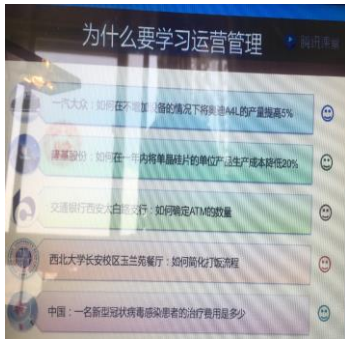 为什么要学习运营管理
腾讯课堂
一汽大众：如何在不增加设备的情况下将奥迪A4L的产量提高5%
隆基股份：如何在一年内将单晶硅片的单位产品生产成本降低20%
交通银行西安大白杨支行：如何确定ATM的数量
西北大学长安校区玉兰苑餐厅：如何简化打饭流程
中国：一名新型冠状病毒感染患者的治疗费用是多少